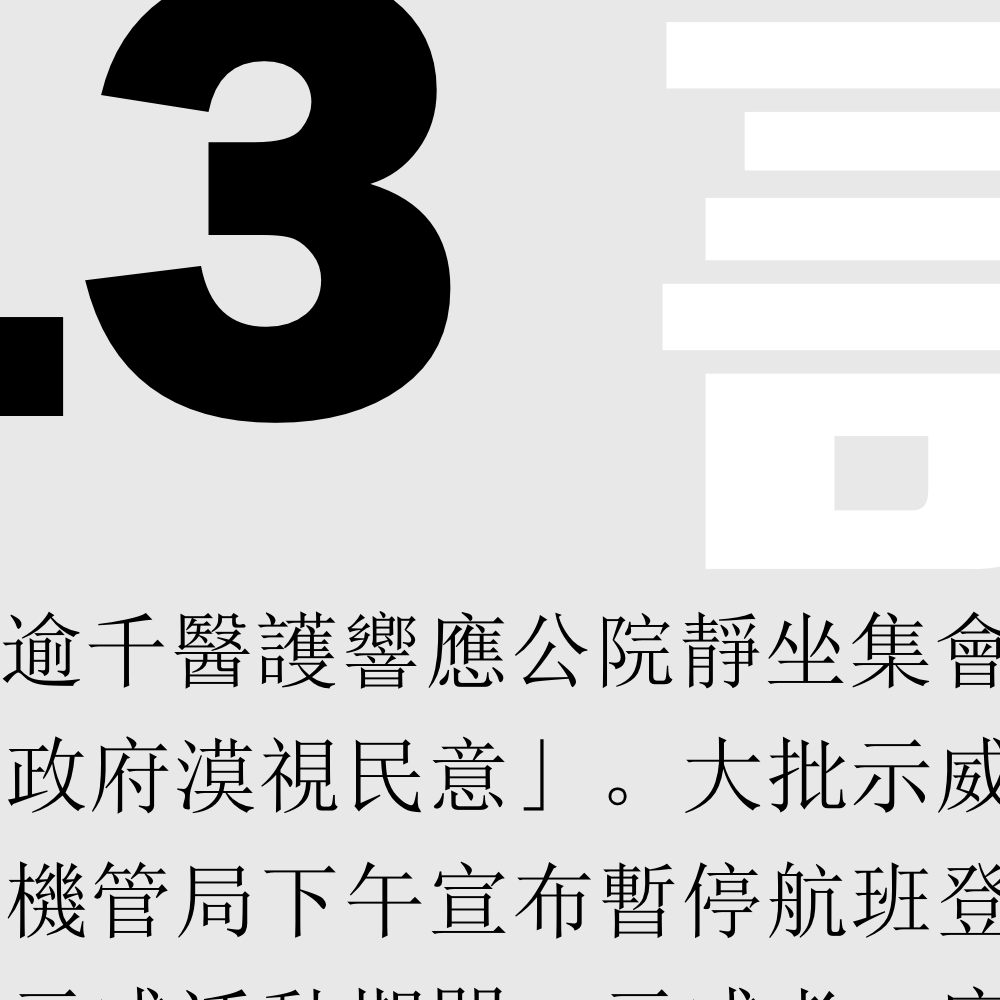 .3
逾千醫護響應公院靜坐集會
政府漠視民意」。大批示威
機管局下午宣布暫停航班登